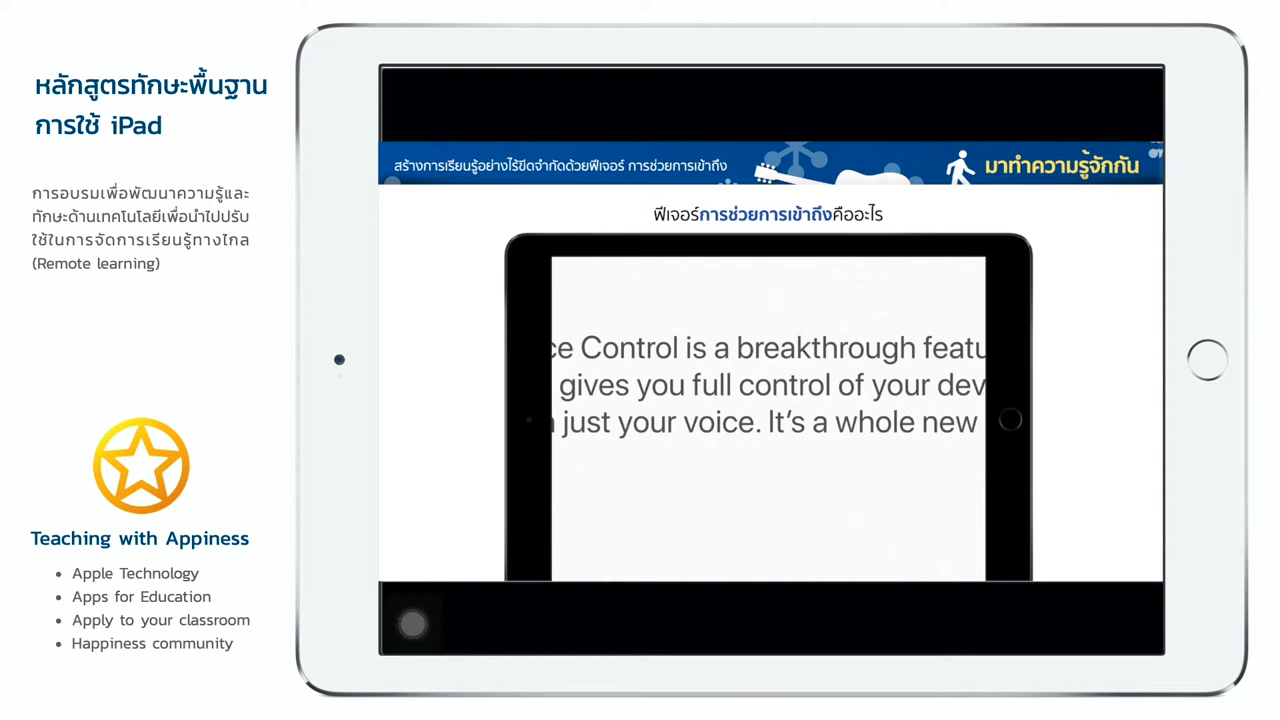 หลักสูตรทักษะพื้นฐาน
การใช้ iPad
การอบรมเพื่อพัฒนาความรู้และ
ทักษะด้านเทคโนโลยีเพื่อนำไปปรับ
ใช้ในการจัดการเรียนรู้ทางไกล
(Remote learning)
Teaching with Appiness
• Apple Technology
• Apps for Education
• Apply to your classroom
• Happiness community
สร้างการเรียนรู้อย่างไร้ขีดจำกัดด้วยฟีเจอร์ การช่วยการเข้าถึง
มาทำความรู้จักกัน
ฟีเจอร์การช่วยการเข้าถึงคืออะไร
ce Control is a breakthrough featu
gives you full control of your dev
just your voice. It’s a whole new